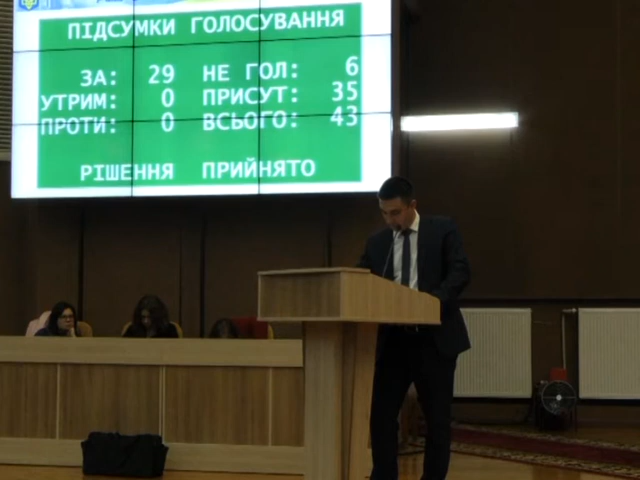 ПІДСУМКИ ГОЛОСУВАННЯ
ЗА: 29 НЕ ГОЛ: 6
УТРИМ: 0 ПРИСУТ: 35
ПРОТИ: 0 ВСЬОГО: 43
РІШЕННЯ ПРИЙНЯТО